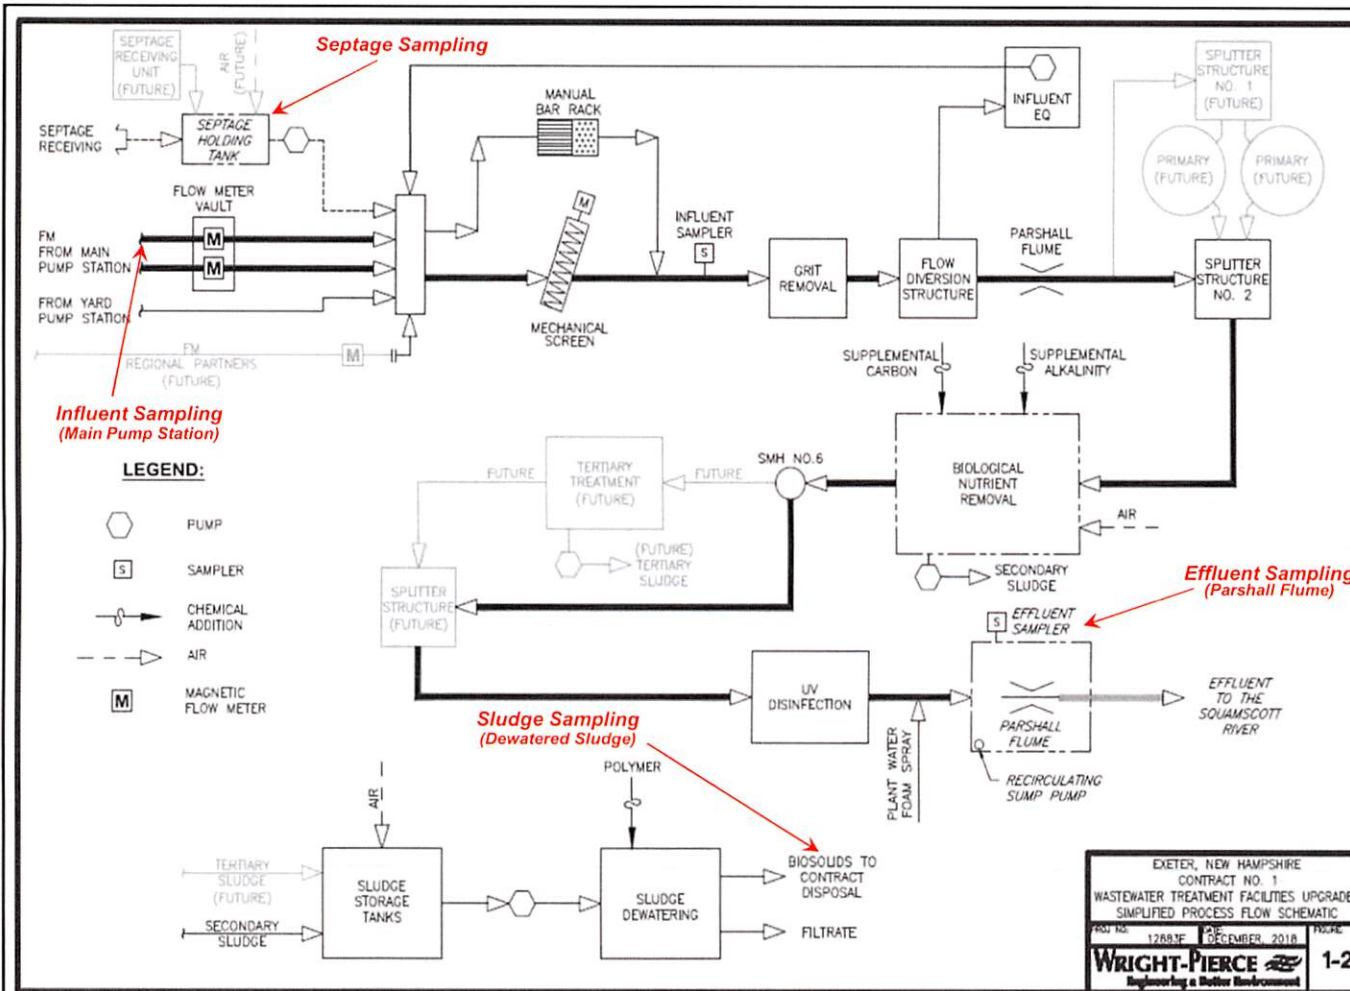 SEPTAGE
RECEIVING
UNIT
(FUTURE)
AIR
(FUTURE)
Septage Sampling
SEPTAGE
RECEIVING
SEPTAGE
HOLDING
TANK
MANUAL
BAR RACK
INFLUENT
EQ
SPLITTER
STRUCTURE
NO. 1
(FUTURE)
PRIMARY
(FUTURE)
PRIMARY
(FUTURE)
FLOW METER
VAULT
M
M
FM
FROM MAIN
PUMP STATION
FROM YARD
PUMP STATION
FM
REGIONAL PARTNERS
(FUTURE)
M
M
MECHANICAL
SCREEN
INFLUENT
SAMPLER
S
GRIT
REMOVAL
FLOW
DIVERSION
STRUCTURE
PARSHALL
FLUME
SPLITTER
STRUCTURE
NO. 2
Influent Sampling
(Main Pump Station)
SUPPLEMENTAL
CARBON
SUPPLEMENTAL
ALKALINITY
BIOLOGICAL
NUTRIENT
REMOVAL
AIR
SECONDARY
SLUDGE
SMH NO.6
FUTURE
TERTIARY
TREATMENT
(FUTURE)
FUTURE
(FUTURE)
TERTIARY
SLUDGE
SPLITTER
STRUCTURE
(FUTURE)
LEGEND:
PUMP
S
SAMPLER
CHEMICAL
ADDITION
AIR
M
MAGNETIC
FLOW METER
Effluent Sampling
(Parshall Flume)
S
EFFLUENT
SAMPLER
UV
DISINFECTION
PLANT WATER
FOAM SPRAY
PARSHALL
FLUME
RECIRCULATING
SUMP PUMP
EFFLUENT
TO THE
SQUAMSCOTT
RIVER
Sludge Sampling
(Dewatered Sludge)
POLYMER
AIR
TERTIARY
SLUDGE
(FUTURE)
SECONDARY
SLUDGE
SLUDGE
STORAGE
TANKS
SLUDGE
DEWATERING
BIOSOLIDS TO
CONTRACT
DISPOSAL
FILTRATE
EXETER, NEW HAMPSHIRE
CONTRACT NO. 1
WASTEWATER TREATMENT FACILITIES UPGRADE
SIMPLIFIED PROCESS FLOW SCHEMATIC
PROJ NO:
12883F
DATE:
DECEMBER, 2018
FIGURE:
WRIGHT-PIERCE
Engineering a Better Environment
1-2